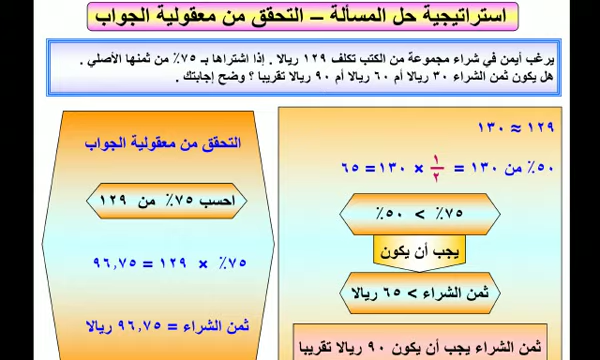 استراتيجية حل المسألة – التحقق من معقولية الجواب
يرغب أيمن في شراء مجموعة من الكتب تكلف ١٢٩ ريالا . إذا اشتراها بـ ٧٥٪ من ثمنها الأصلي .
هل يكون ثمن الشراء ٣٠ ريالا أم ٦٠ ريالا أم ٩٠ ريالا تقريبا ؟ وضح إجابتك .
١٢٩ ≈ ١٣٠
٥٠٪ من ١٣٠ = ١/٢ × ١٣٠ = ٦٥
٧٥٪ > ٥٠٪
يجب أن يكون
ثمن الشراء > ٦٥ ريالا
ثمن الشراء يجب أن يكون ٩٠ ريالا تقريبا
التحقق من معقولية الجواب
احسب ٧٥٪ من ١٢٩
٧٥٪ × ١٢٩ = ٩٦,٧٥
ثمن الشراء = ٩٦,٧٥ ريالا